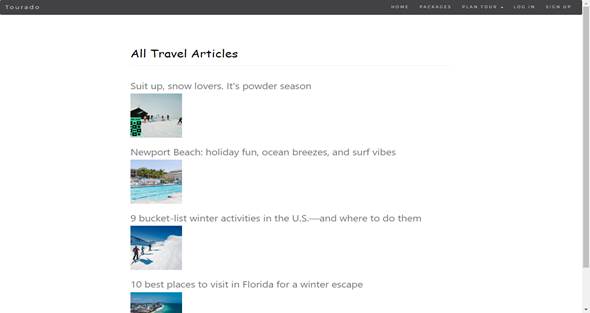 Tourado
HOME PACKAGES PLAN TOUR LOG IN SIGN UP
All Travel Articles
Suit up, snow lovers. It's powder season
Newport Beach: holiday fun, ocean breezes, and surf vibes
9 bucket-list winter activities in the U.S.—and where to do them
10 best places to visit in Florida for a winter escape